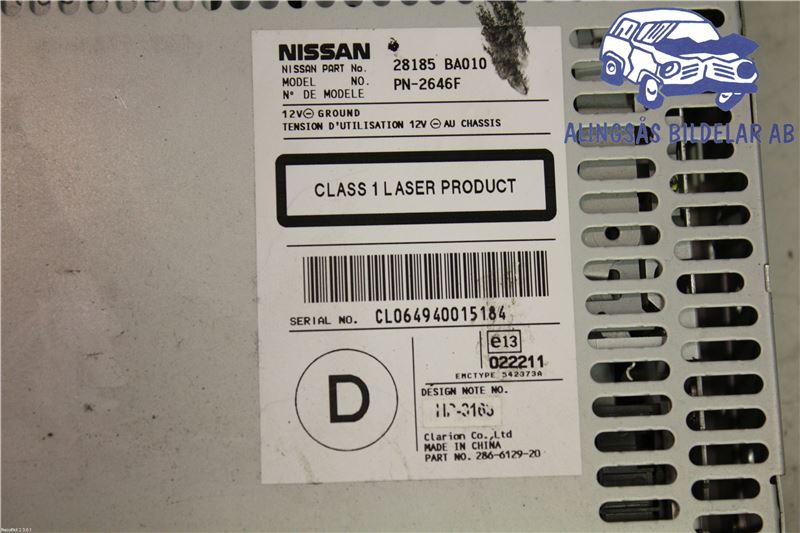 NISSAN
NISSAN PART No. 28185 BA010
MODEL NO. PN-2646F
N° DE MODELE
12V⊖ GROUND
TENSION D'UTILISATION 12V ⊖ AU CHASSIS
CLASS 1 LASER PRODUCT
SERIAL NO. CL064940015184
D
e13
022211
EMCTYPE 542373A
DESIGN NOTE NO.
HP-3165
Clarion Co.,Ltd
MADE IN CHINA
PART NO. 286-6129-20
ALINGSÅS BILDELAR AB